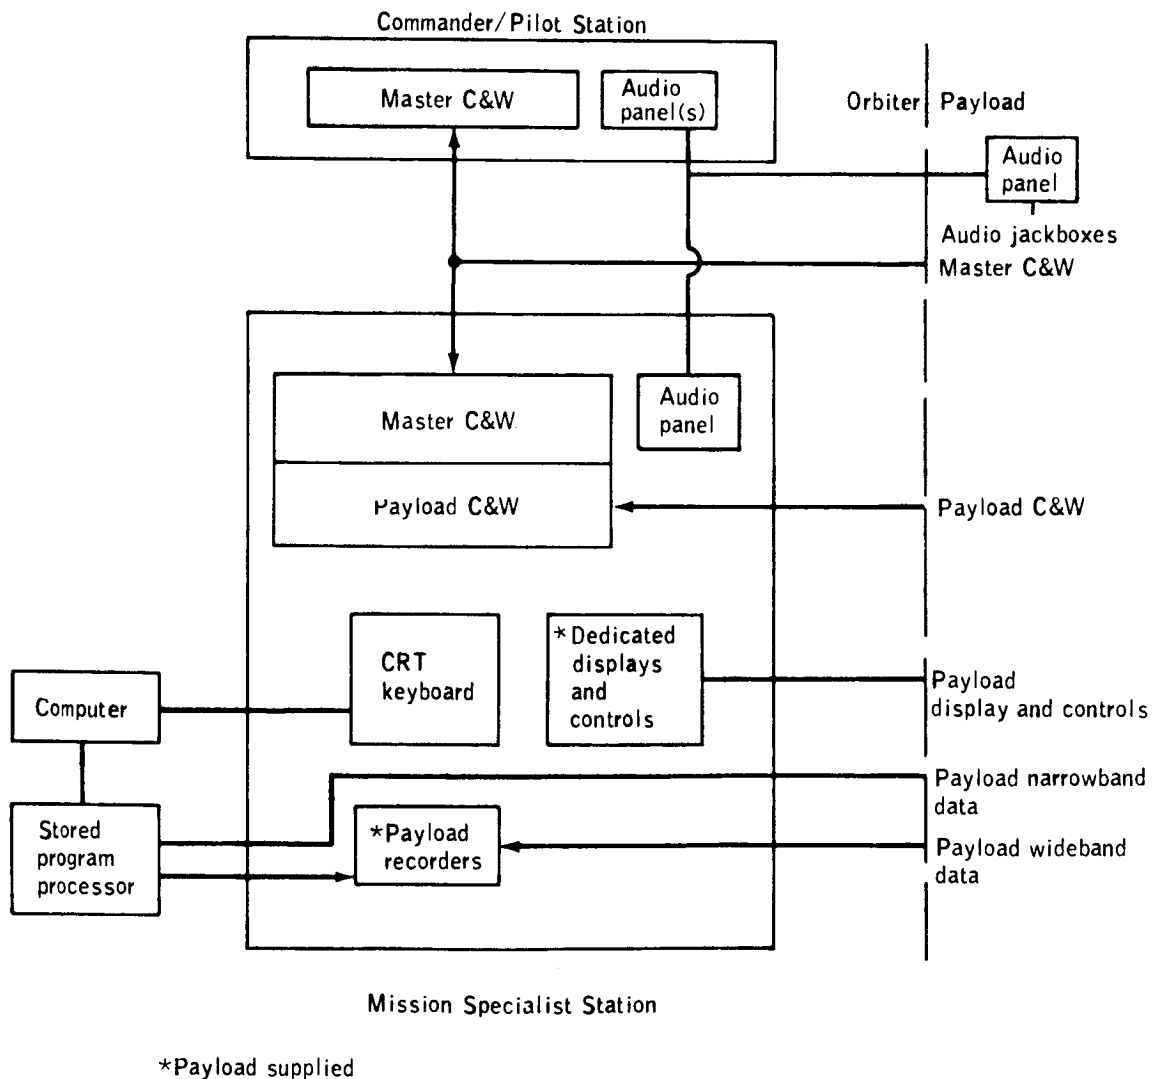 Commander/Pilot Station
Master C&W
Audio
panel(s)
Orbiter
Payload
Audio
panel
Audio jackboxes
Master C&W
Master C&W
Audio
panel
Payload C&W
Payload C&W
CRT
keyboard
*Dedicated
displays
and
controls
Computer
Payload
display and controls
Payload narrowband
data
Stored
program
processor
*Payload
recorders
Payload wideband
data
Mission Specialist Station
*Payload supplied